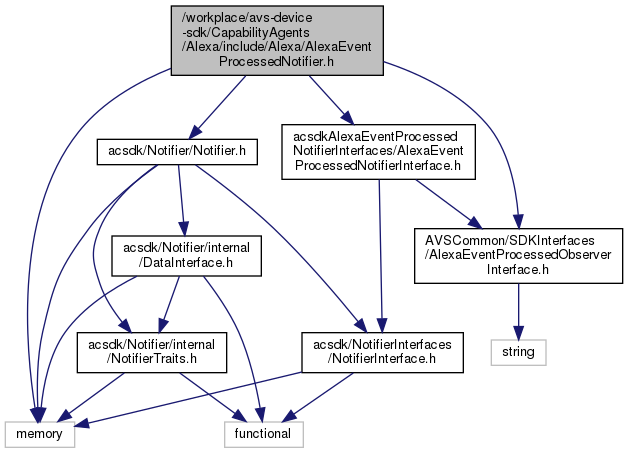 /workplace/avs-device
-sdk/CapabilityAgents
/Alexa/include/Alexa/AlexaEvent
ProcessedNotifier.h
acsdk/Notifier/Notifier.h
acsdkAlexaEventProcessed
NotifierInterfaces/AlexaEvent
ProcessedNotifierInterface.h
acsdk/Notifier/internal
/DataInterface.h
AVSCommon/SDKInterfaces
/AlexaEventProcessedObserver
Interface.h
acsdk/Notifier/internal
/NotifierTraits.h
acsdk/NotifierInterfaces
/NotifierInterface.h
string
memory
functional